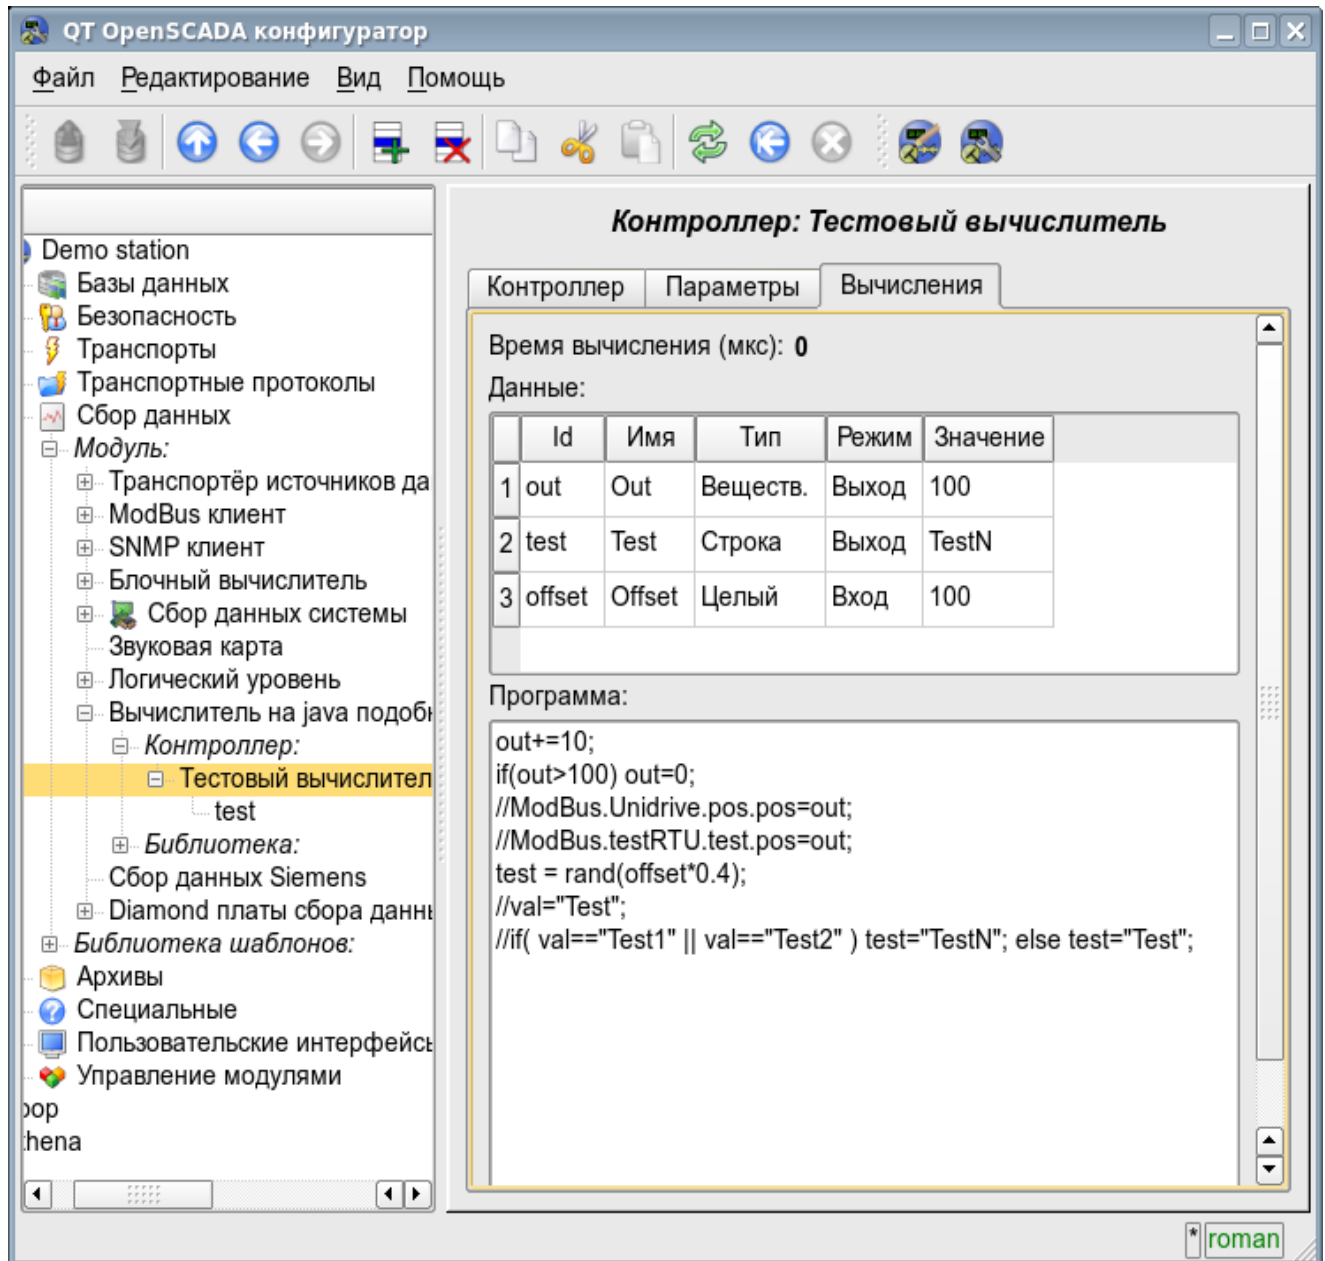 QT OpenSCADA конфигуратор
Файл Редактирование Вид Помощь
Demo station
Базы данных
Безопасность
Транспорты
Транспортные протоколы
Сбор данных
Модуль:
Транспортёр источников да
ModBus клиент
SNMP клиент
Блочный вычислитель
Сбор данных системы
Звуковая карта
Логический уровень
Вычислитель на java подобн
Контроллер:
Тестовый вычислител
test
Библиотека:
Сбор данных Siemens
Diamond платы сбора данн
Библиотека шаблонов:
Архивы
Специальные
Пользовательские интерфейсы
Управление модулями
oop
thena
Контроллер: Тестовый вычислитель
Контроллер Параметры Вычисления
Время вычисления (мкс): 0
Данные:
Id Имя Тип Режим Значение
1 out Out Веществ. Выход 100
2 test Test Строка Выход TestN
3 offset Offset Целый Вход 100
Программа:
out+=10;
if(out>100) out=0;
//ModBus.Unidrive.pos.pos=out;
//ModBus.testRTU.test.pos=out;
test = rand(offset*0.4);
//val="Test";
//if( val=="Test1" || val=="Test2" ) test="TestN"; else test="Test";
* roman